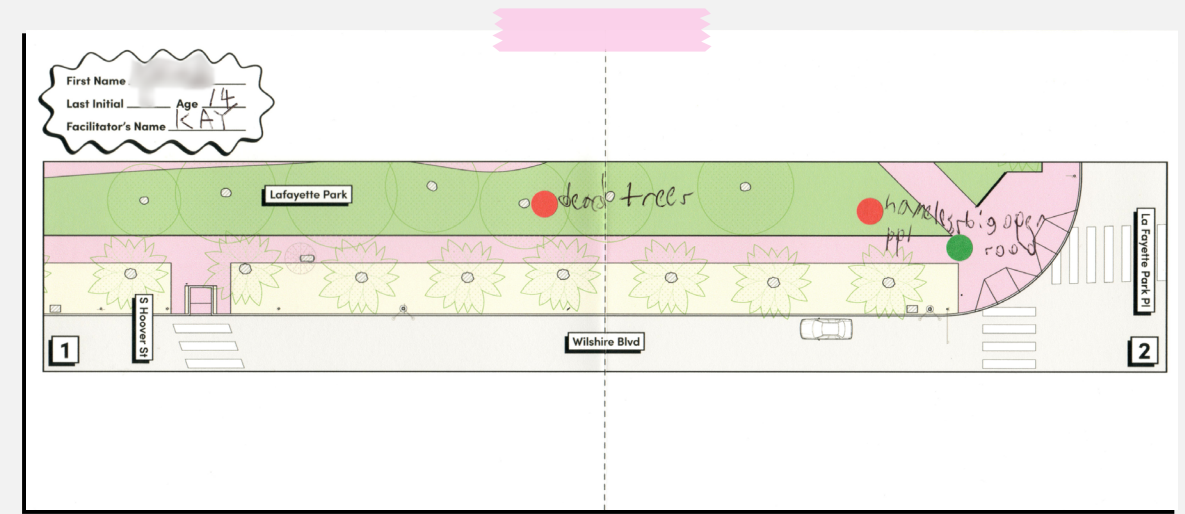 First Name
Last Initial Age 14
Facilitator's Name KAY
Lafayette Park
dead trees
homeless
ppl
big open
road
La Fayette Park Pl
S Hoover St
Wilshire Blvd
1
2